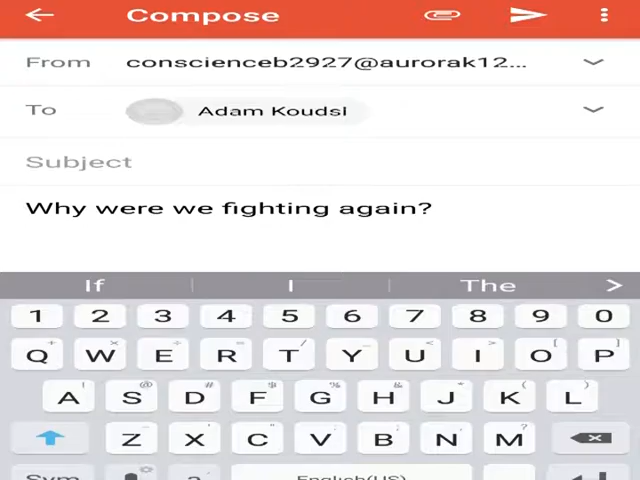 Compose
From conscienceb2927@aurorak12...
To Adam Koudsi
Subject
Why were we fighting again?
If I The >
1 2 3 4 5 6 7 8 9 0
Q W E R T Y U I O P
A S D F G H J K L
Z X C V B N M
Sym English(US)